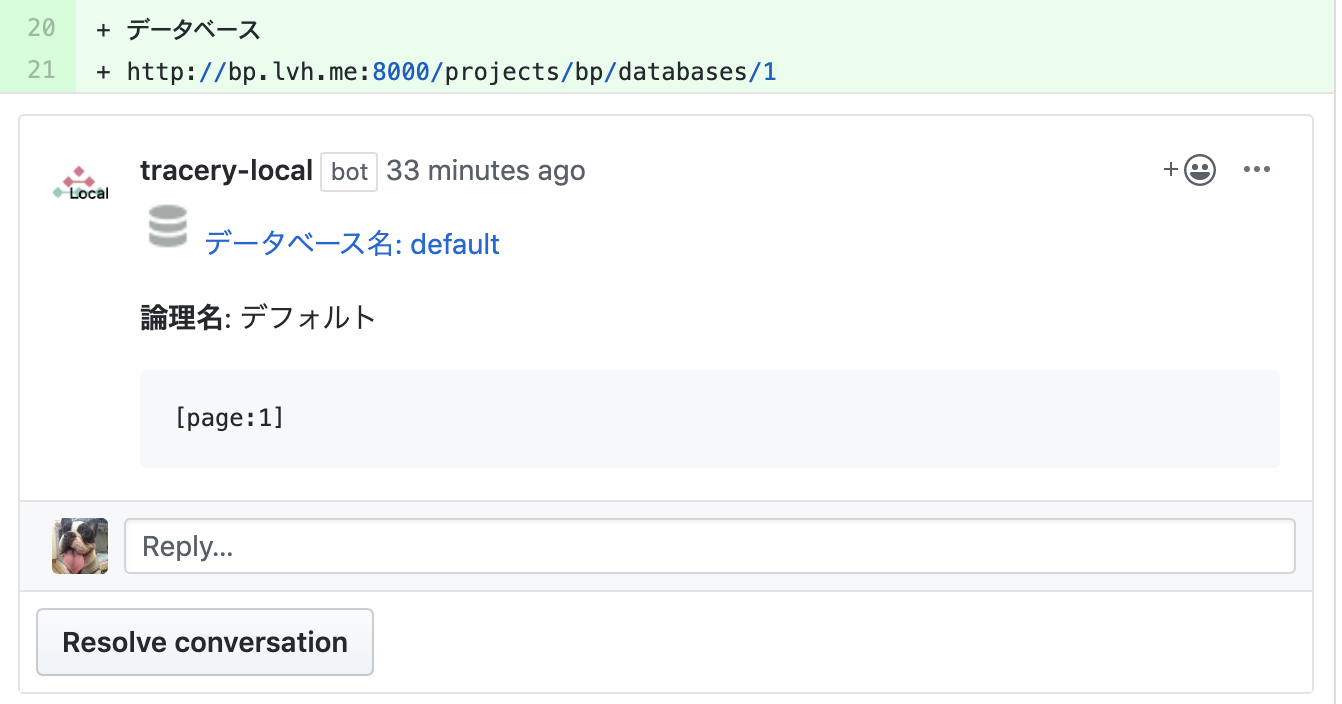 20 + データベース
21 + http://bp.lvh.me:8000/projects/bp/databases/1
Local
tracery-local bot 33 minutes ago
データベース名: default
論理名: デフォルト
[page:1]
Reply...
Resolve conversation